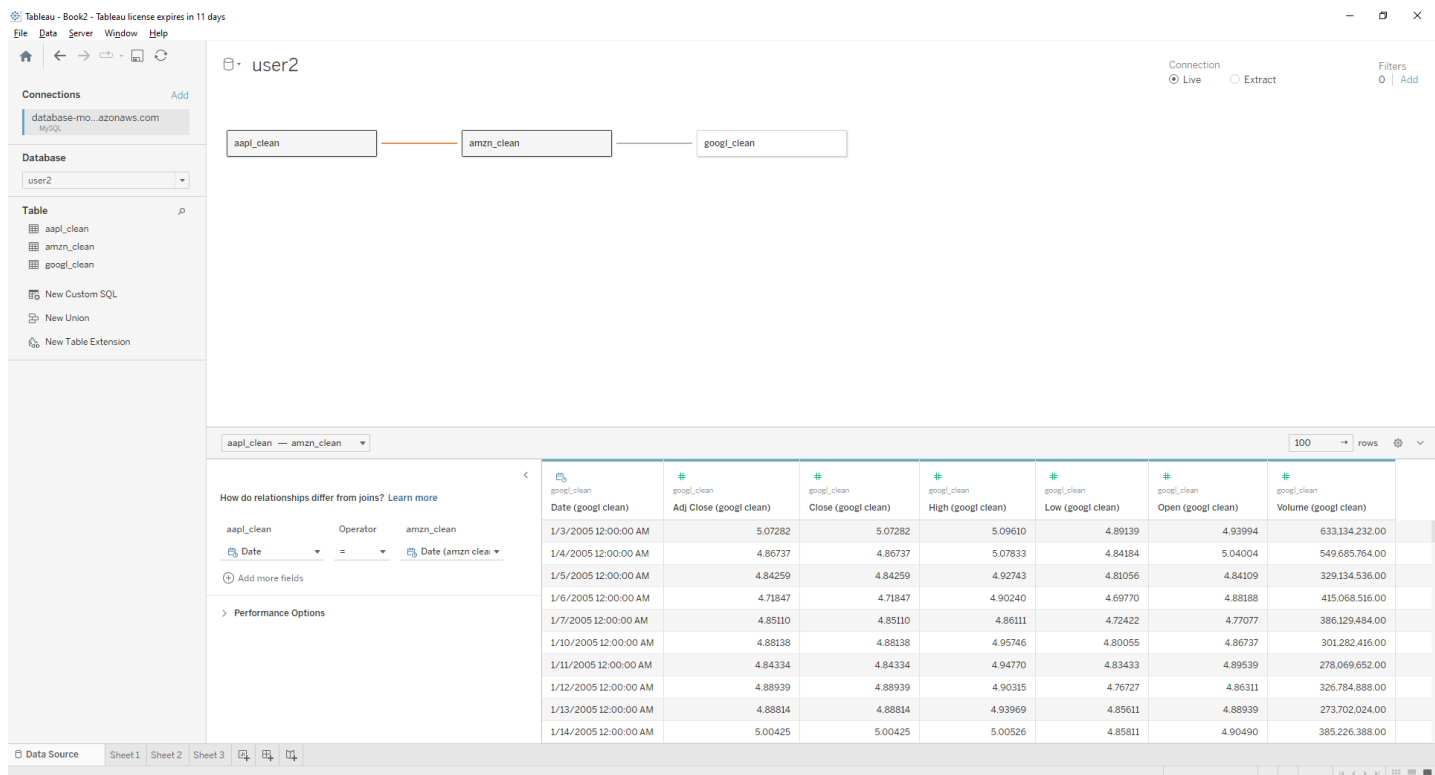 Tableau - Book2 - Tableau license expires in 11 days
File Data Server Window Help
Connections Add
database-mo...azonaws.com
MySQL
Database
user2
Table
aapl_clean
amzn_clean
googl_clean
New Custom SQL
New Union
New Table Extension
user2
Connection
Live Extract
Filters
0 Add
aapl_clean amzn_clean googl_clean
aapl_clean — amzn_clean
100 → rows
How do relationships differ from joins? Learn more
aapl_clean Operator amzn_clean
Date = Date (amzn clea
Add more fields
Performance Options
googl_clean googl_clean googl_clean googl_clean googl_clean googl_clean googl_clean
Date (googl clean) Adj Close (googl clean) Close (googl clean) High (googl clean) Low (googl clean) Open (googl clean) Volume (googl clean)
1/3/2005 12:00:00 AM 5.07282 5.07282 5.09610 4.89139 4.93994 633,134,232.00
1/4/2005 12:00:00 AM 4.86737 4.86737 5.07833 4.84184 5.04004 549,685,764.00
1/5/2005 12:00:00 AM 4.84259 4.84259 4.92743 4.81056 4.84109 329,134,536.00
1/6/2005 12:00:00 AM 4.71847 4.71847 4.90240 4.69770 4.88188 415,068,516.00
1/7/2005 12:00:00 AM 4.85110 4.85110 4.86111 4.72422 4.77077 386,129,484.00
1/10/2005 12:00:00 AM 4.88138 4.88138 4.95746 4.80055 4.86737 301,282,416.00
1/11/2005 12:00:00 AM 4.84334 4.84334 4.94770 4.83433 4.89539 278,069,652.00
1/12/2005 12:00:00 AM 4.88939 4.88939 4.90315 4.76727 4.86311 326,784,888.00
1/13/2005 12:00:00 AM 4.88814 4.88814 4.93969 4.85611 4.88939 273,702,024.00
1/14/2005 12:00:00 AM 5.00425 5.00425 5.00526 4.85811 4.90490 385,226,388.00
Data Source Sheet 1 Sheet 2 Sheet 3